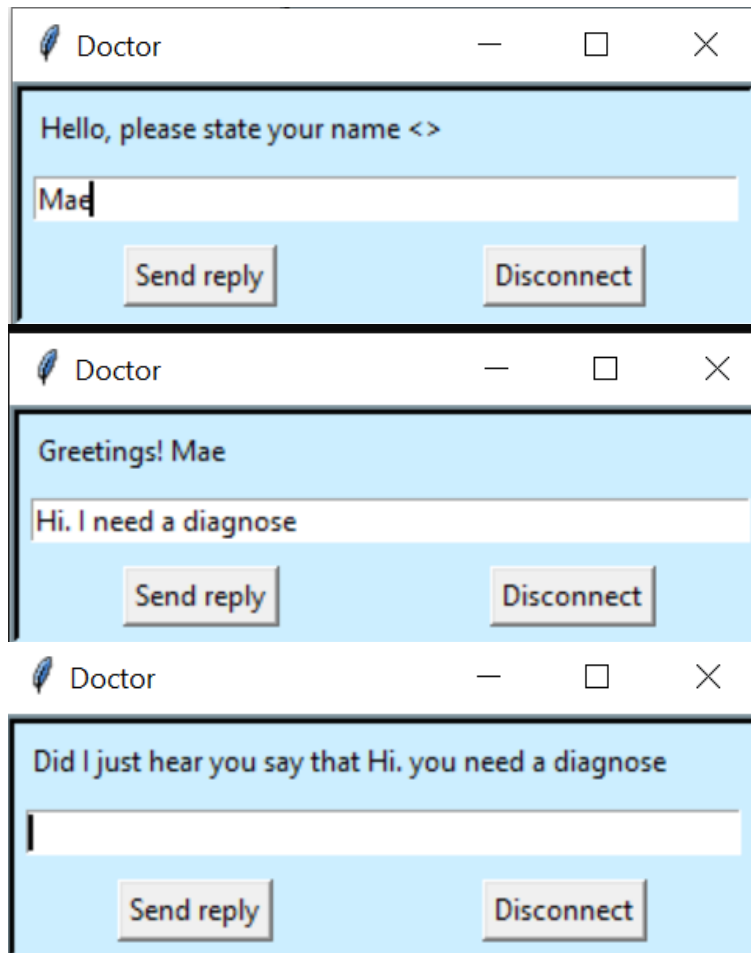 Doctor
Hello, please state your name <>
Mae
Send reply Disconnect
Doctor
Greetings! Mae
Hi. I need a diagnose
Send reply Disconnect
Doctor
Did I just hear you say that Hi. you need a diagnose
Send reply Disconnect